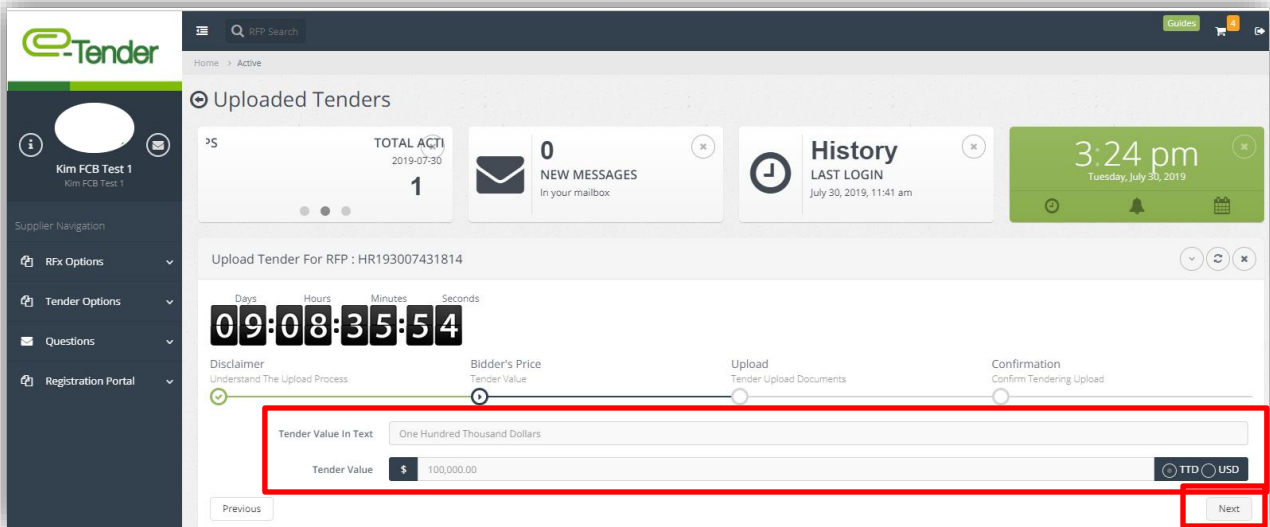 e-Tender
RFP Search
Guides
4
Home > Active
Uploaded Tenders
Kim FCB Test 1
Kim FCB Test 1
Supplier Navigation
RFx Options
Tender Options
Questions
Registration Portal
PS
TOTAL ACTI
2019-07-30
1
0
NEW MESSAGES
In your mailbox
History
LAST LOGIN
July 30, 2019, 11:41 am
3:24 pm
Tuesday, July 30, 2019
Upload Tender For RFP : HR193007431814
Days Hours Minutes Seconds
09:08:35:54
Disclaimer
Understand The Upload Process
Bidder's Price
Tender Value
Upload
Tender Upload Documents
Confirmation
Confirm Tendering Upload
Tender Value In Text One Hundred Thousand Dollars
Tender Value $ 100,000.00 TTD USD
Previous Next